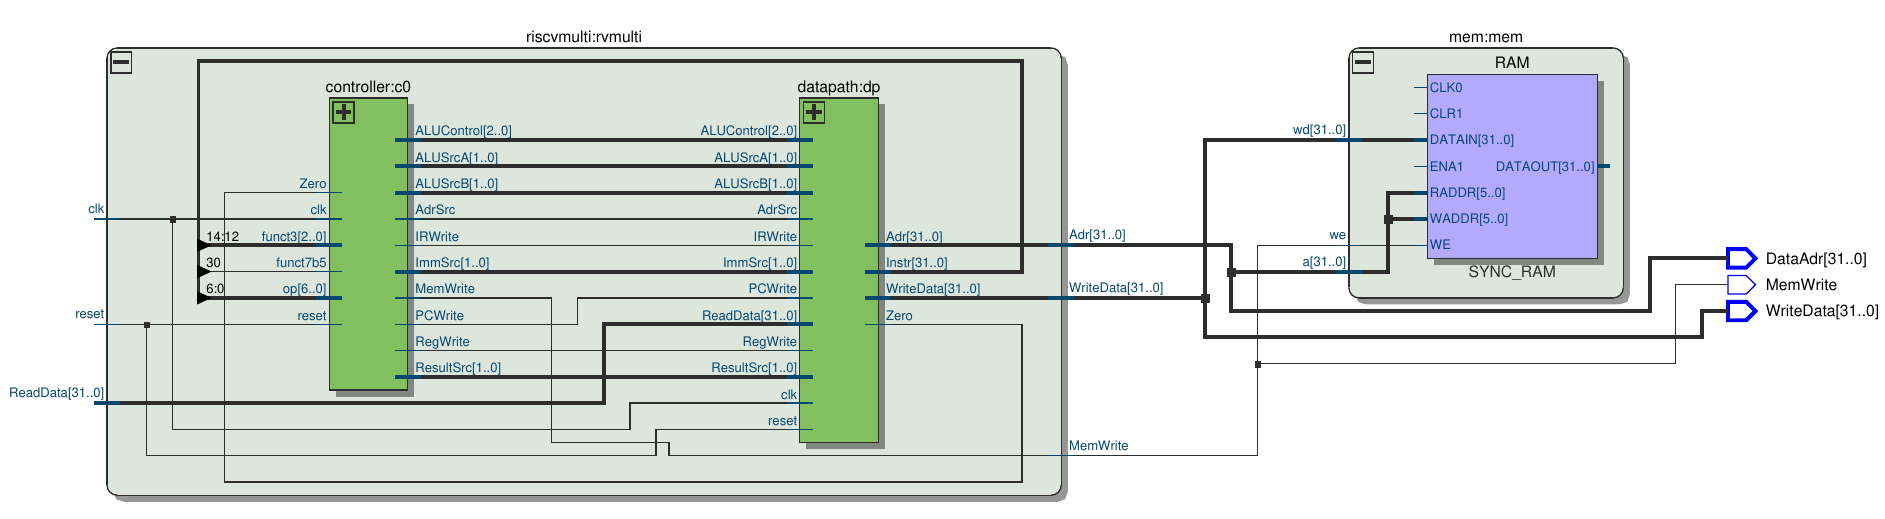 riscvmulti:rvmulti
mem:mem
RAM
controller:c0
datapath:dp
CLK0
CLR1
ALUControl[2..0]
ALUControl[2..0]
wd[31..0]
DATAIN[31..0]
ALUSrcA[1..0]
ALUSrcA[1..0]
ENA1
DATAOUT[31..0]
Zero
ALUSrcB[1..0]
ALUSrcB[1..0]
RADDR[5..0]
clk
clk
AdrSrc
AdrSrc
WADDR[5..0]
14:12
funct3[2..0]
IRWrite
IRWrite
Adr[31..0]
Adr[31..0]
we
WE
30
funct7b5
ImmSrc[1..0]
ImmSrc[1..0]
Instr[31..0]
a[31..0]
SYNC_RAM
DataAdr[31..0]
6:0
op[6..0]
MemWrite
PCWrite
WriteData[31..0]
WriteData[31..0]
MemWrite
reset
reset
PCWrite
ReadData[31..0]
Zero
WriteData[31..0]
RegWrite
RegWrite
ResultSrc[1..0]
ResultSrc[1..0]
ReadData[31..0]
clk
reset
MemWrite